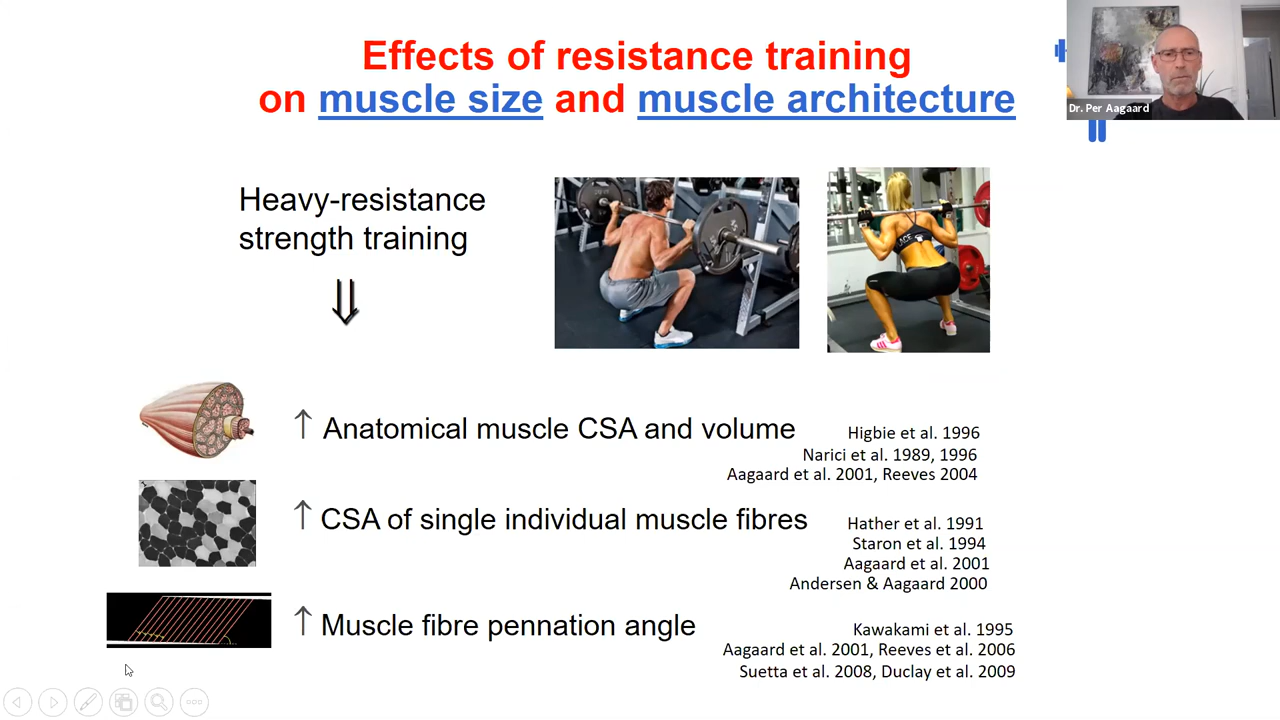 Effects of resistance training
on muscle size and muscle architecture
Dr. Per Aagaard
Heavy-resistance
strength training
⇓
↑ Anatomical muscle CSA and volume
Higbie et al. 1996
Narici et al. 1989, 1996
Aagaard et al. 2001, Reeves 2004
↑ CSA of single individual muscle fibres
Hather et al. 1991
Staron et al. 1994
Aagaard et al. 2001
Andersen & Aagaard 2000
↑ Muscle fibre pennation angle
Kawakami et al. 1995
Aagaard et al. 2001, Reeves et al. 2006
Suetta et al. 2008, Duclay et al. 2009